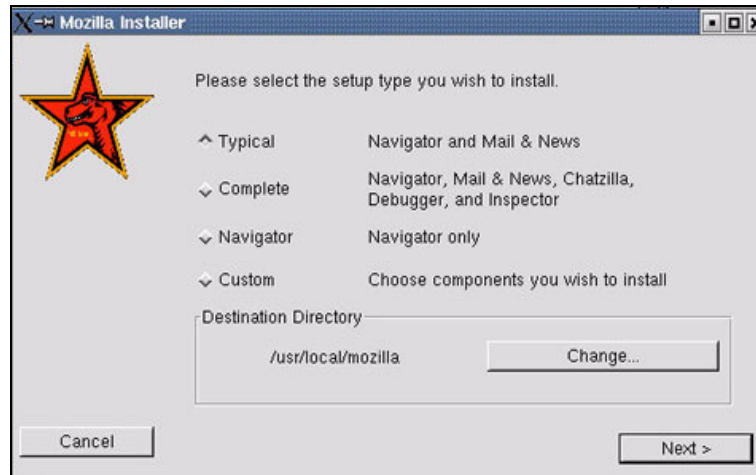 Mozilla Installer
Please select the setup type you wish to install.
Typical Navigator and Mail & News
Complete Navigator, Mail & News, Chatzilla,
Debugger, and Inspector
Navigator Navigator only
Custom Choose components you wish to install
Destination Directory
/usr/local/mozilla Change...
Cancel Next >